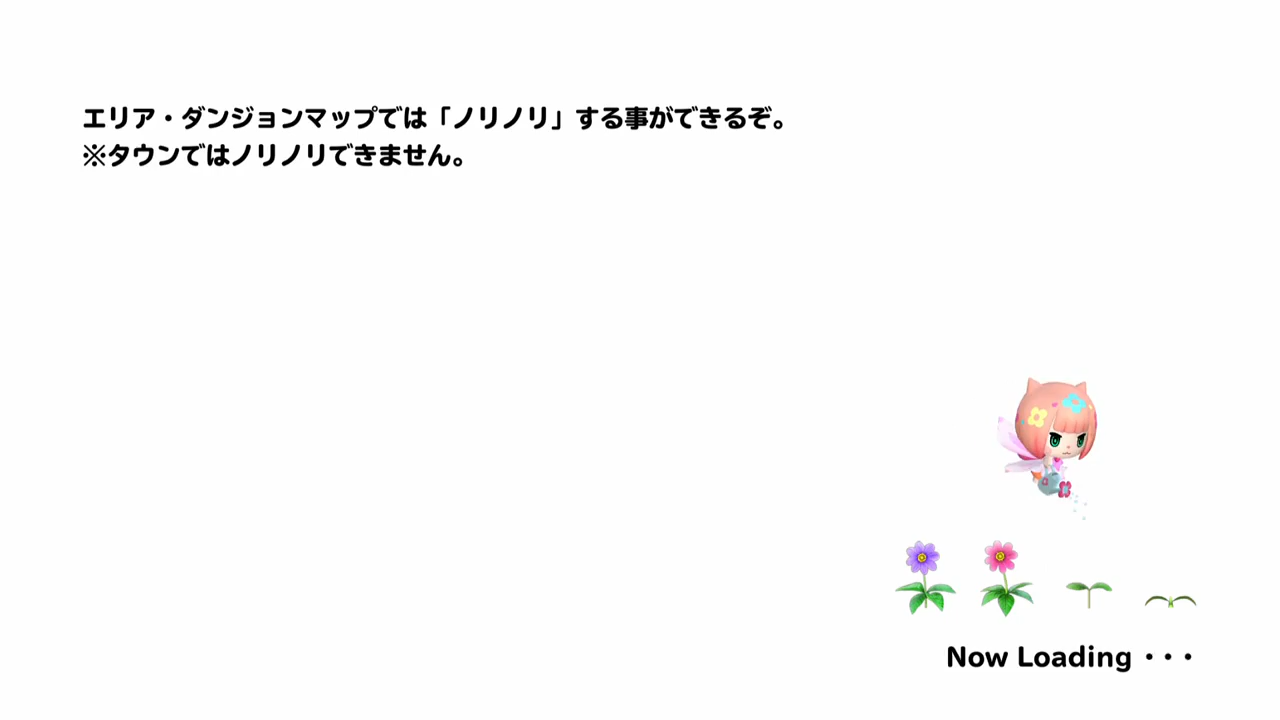 エリア・ダンジョンマップでは「ノリノリ」する事ができるぞ。
※タウンではノリノリできません。
Now Loading ・・・